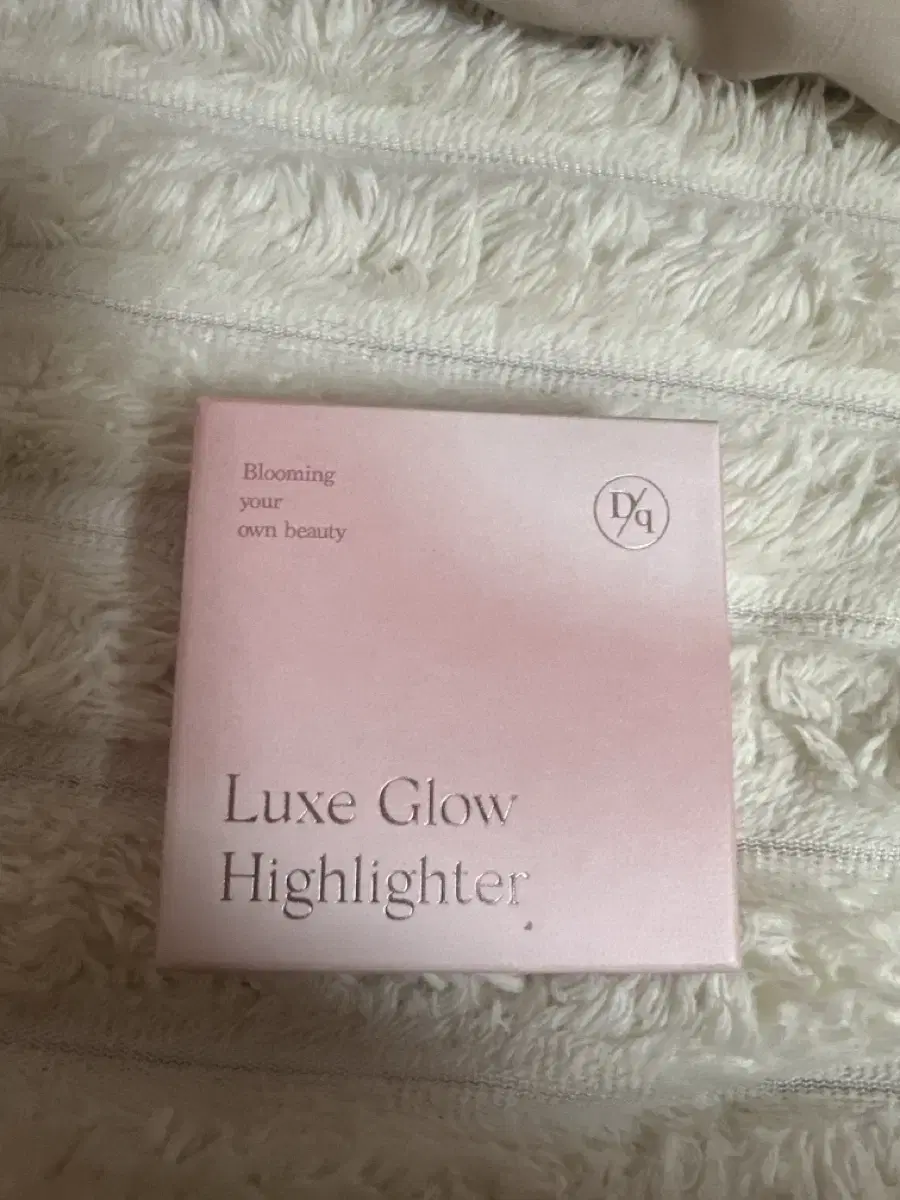 Blooming
your
own beauty
D/q
Luxe Glow
Highlighter